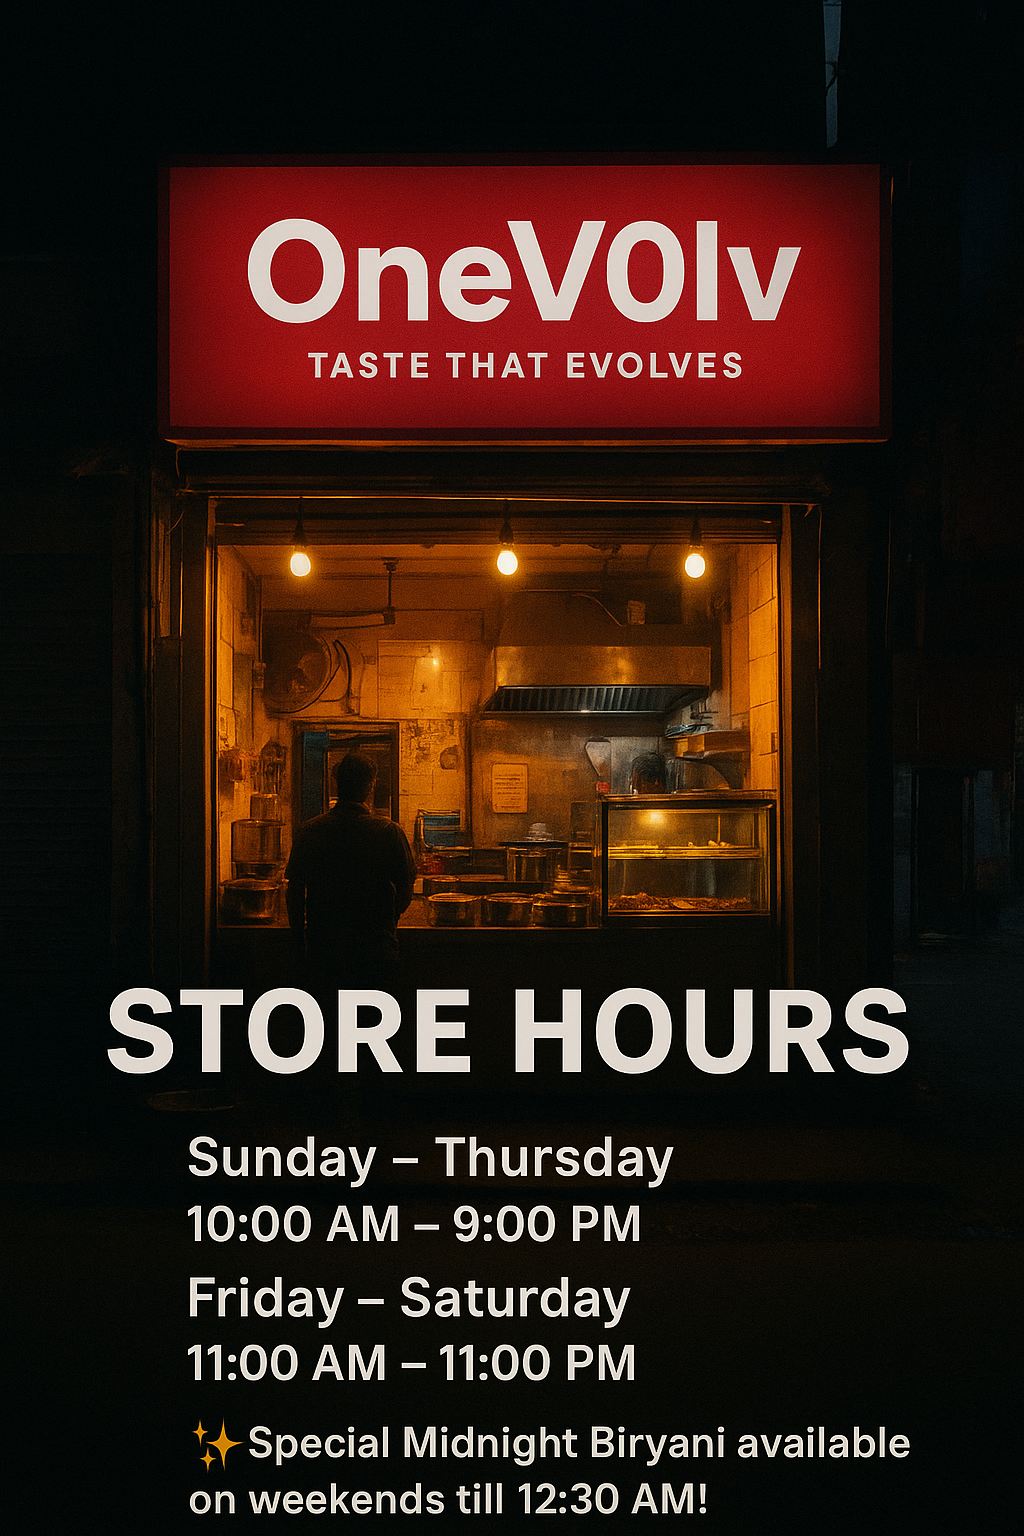 OneV0lv
TASTE THAT EVOLVES
STORE HOURS
Sunday – Thursday
10:00 AM – 9:00 PM
Friday – Saturday
11:00 AM – 11:00 PM
✨Special Midnight Biryani available
on weekends till 12:30 AM!